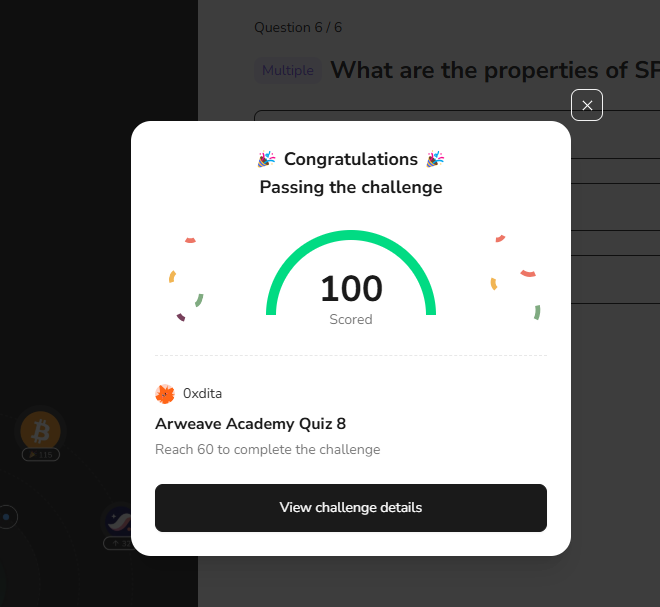 Question 6 / 6
Multiple
What are the properties of SP
Congratulations
Passing the challenge
100
Scored
0xdita
Arweave Academy Quiz 8
Reach 60 to complete the challenge
View challenge details